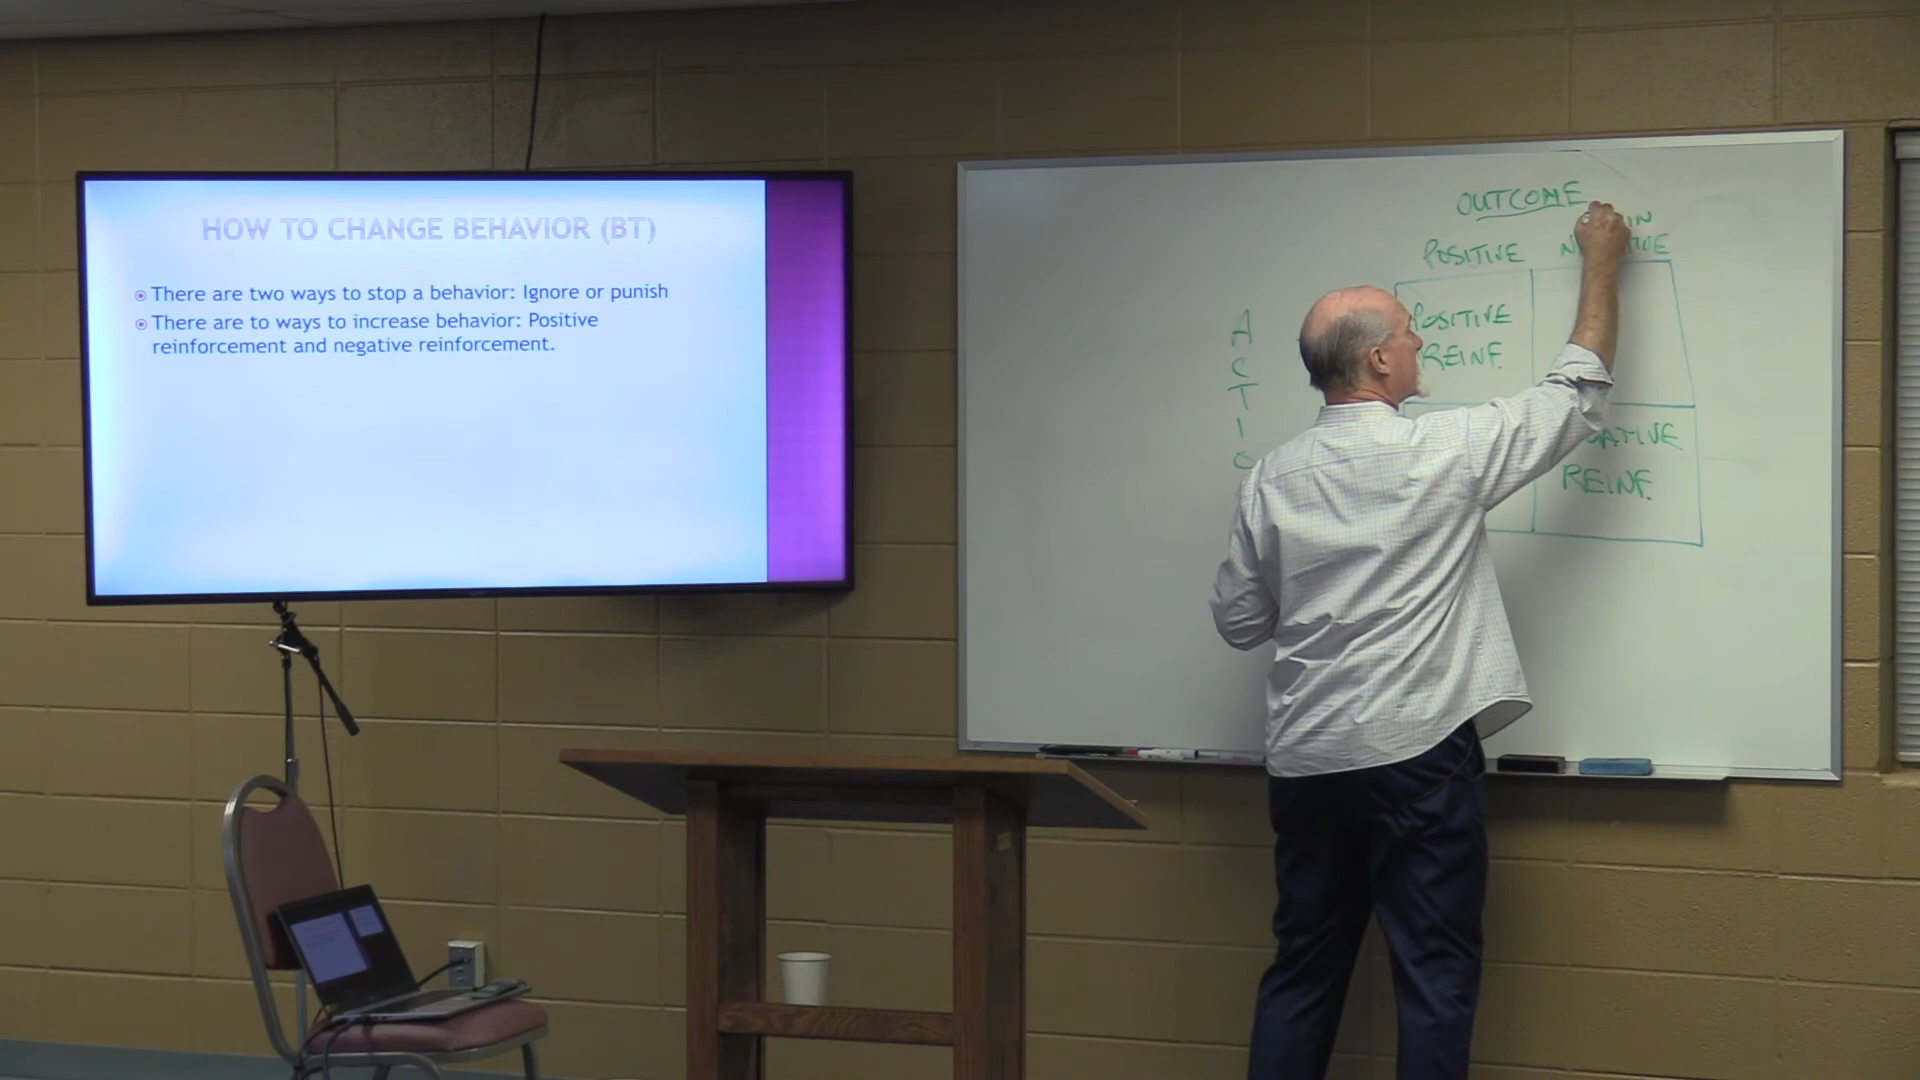 HOW TO CHANGE BEHAVIOR (BT)
There are two ways to stop a behavior: Ignore or punish
There are to ways to increase behavior: Positive
reinforcement and negative reinforcement.
OUTCOME
POSITIVE
POSITIVE
REINF.
REINF.
A
C
T
I
O